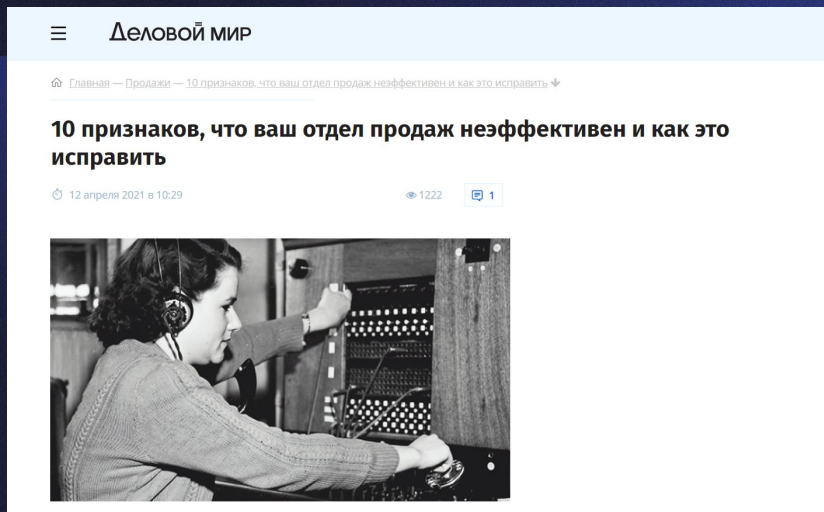 Деловой мир
Главная — Продажи — 10 признаков, что ваш отдел продаж неэффективен и как это исправить
10 признаков, что ваш отдел продаж неэффективен и как это
исправить
12 апреля 2021 в 10:29 1222 1